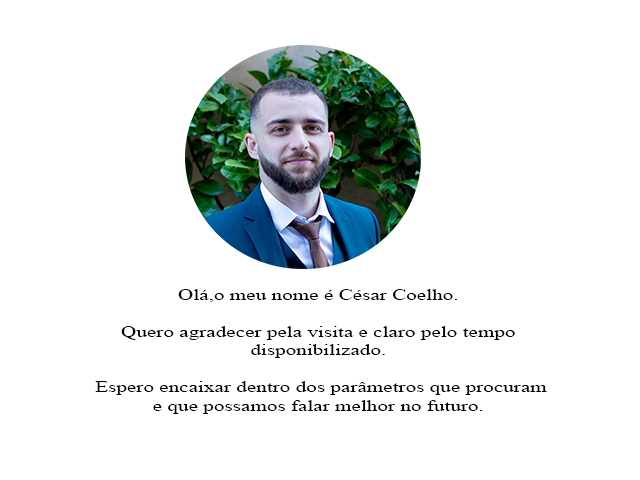 Olá,o meu nome é César Coelho.
Quero agradecer pela visita e claro pelo tempo
disponibilizado.
Espero encaixar dentro dos parâmetros que procuram
e que possamos falar melhor no futuro.